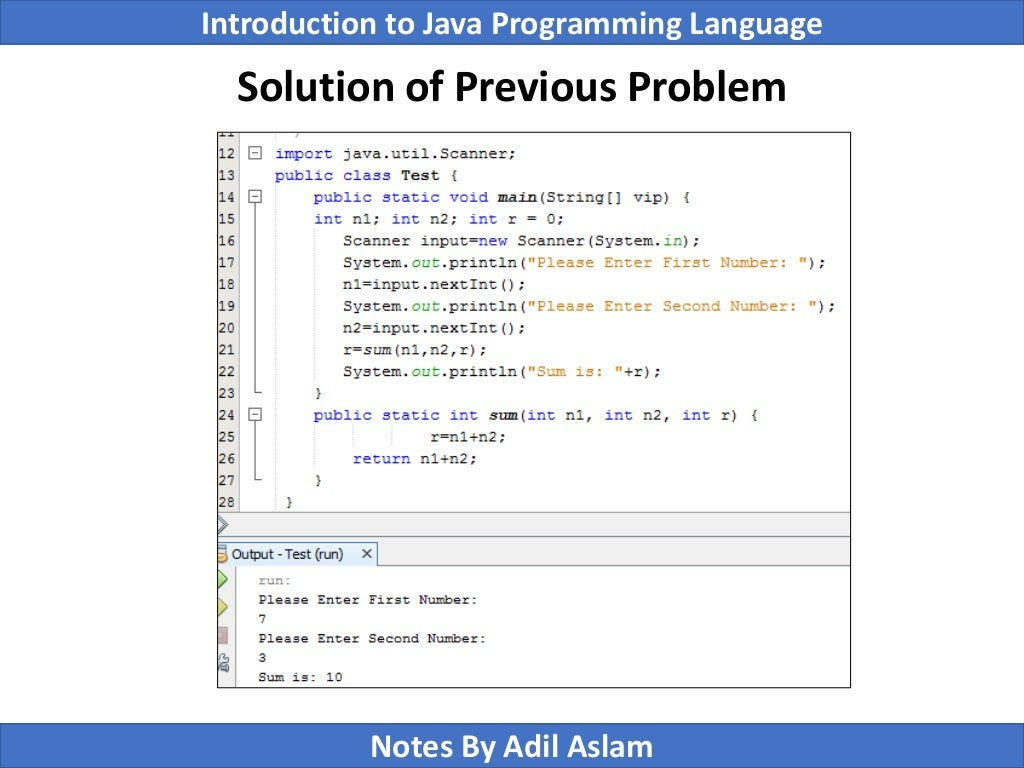 Introduction to Java Programming Language
Solution of Previous Problem
11 */
12 import java.util.Scanner;
13 public class Test {
14 public static void main(String[] vip) {
15 int n1; int n2; int r = 0;
16 Scanner input=new Scanner(System.in);
17 System.out.println("Please Enter First Number: ");
18 n1=input.nextInt();
19 System.out.println("Please Enter Second Number: ");
20 n2=input.nextInt();
21 r=sum(n1,n2,r);
22 System.out.println("Sum is: "+r);
23 }
24 public static int sum(int n1, int n2, int r) {
25 r=n1+n2;
26 return n1+n2;
27 }
28 }
Output - Test (run)
run:
Please Enter First Number:
7
Please Enter Second Number:
3
Sum is: 10
Notes By Adil Aslam